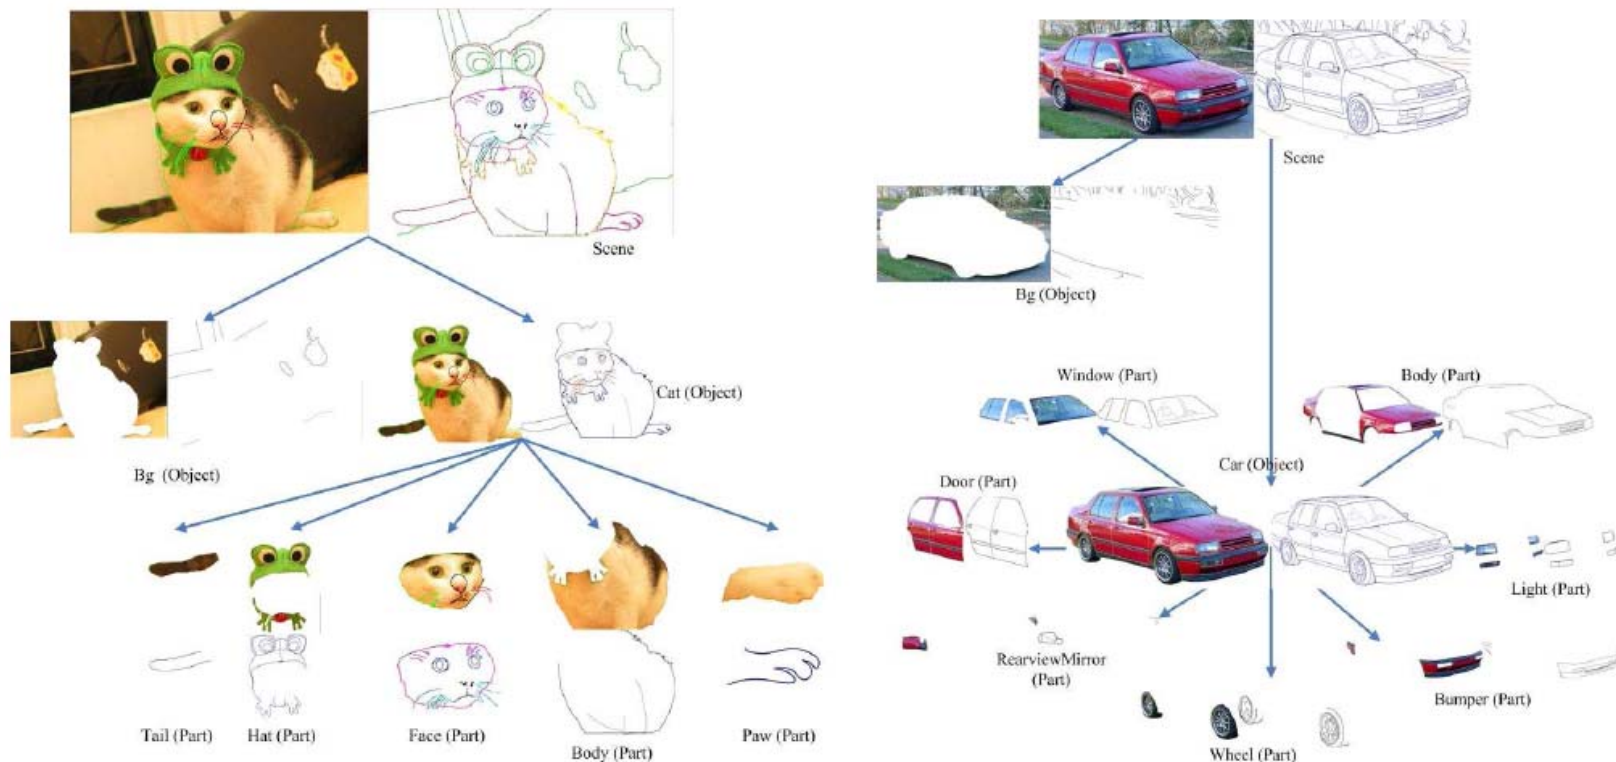 Scene
Bg (Object)
Cat (Object)
Tail (Part)
Hat (Part)
Face (Part)
Body (Part)
Paw (Part)
Scene
Bg (Object)
Window (Part)
Body (Part)
Car (Object)
Door (Part)
Light (Part)
RearviewMirror
(Part)
Bumper (Part)
Wheel (Part)